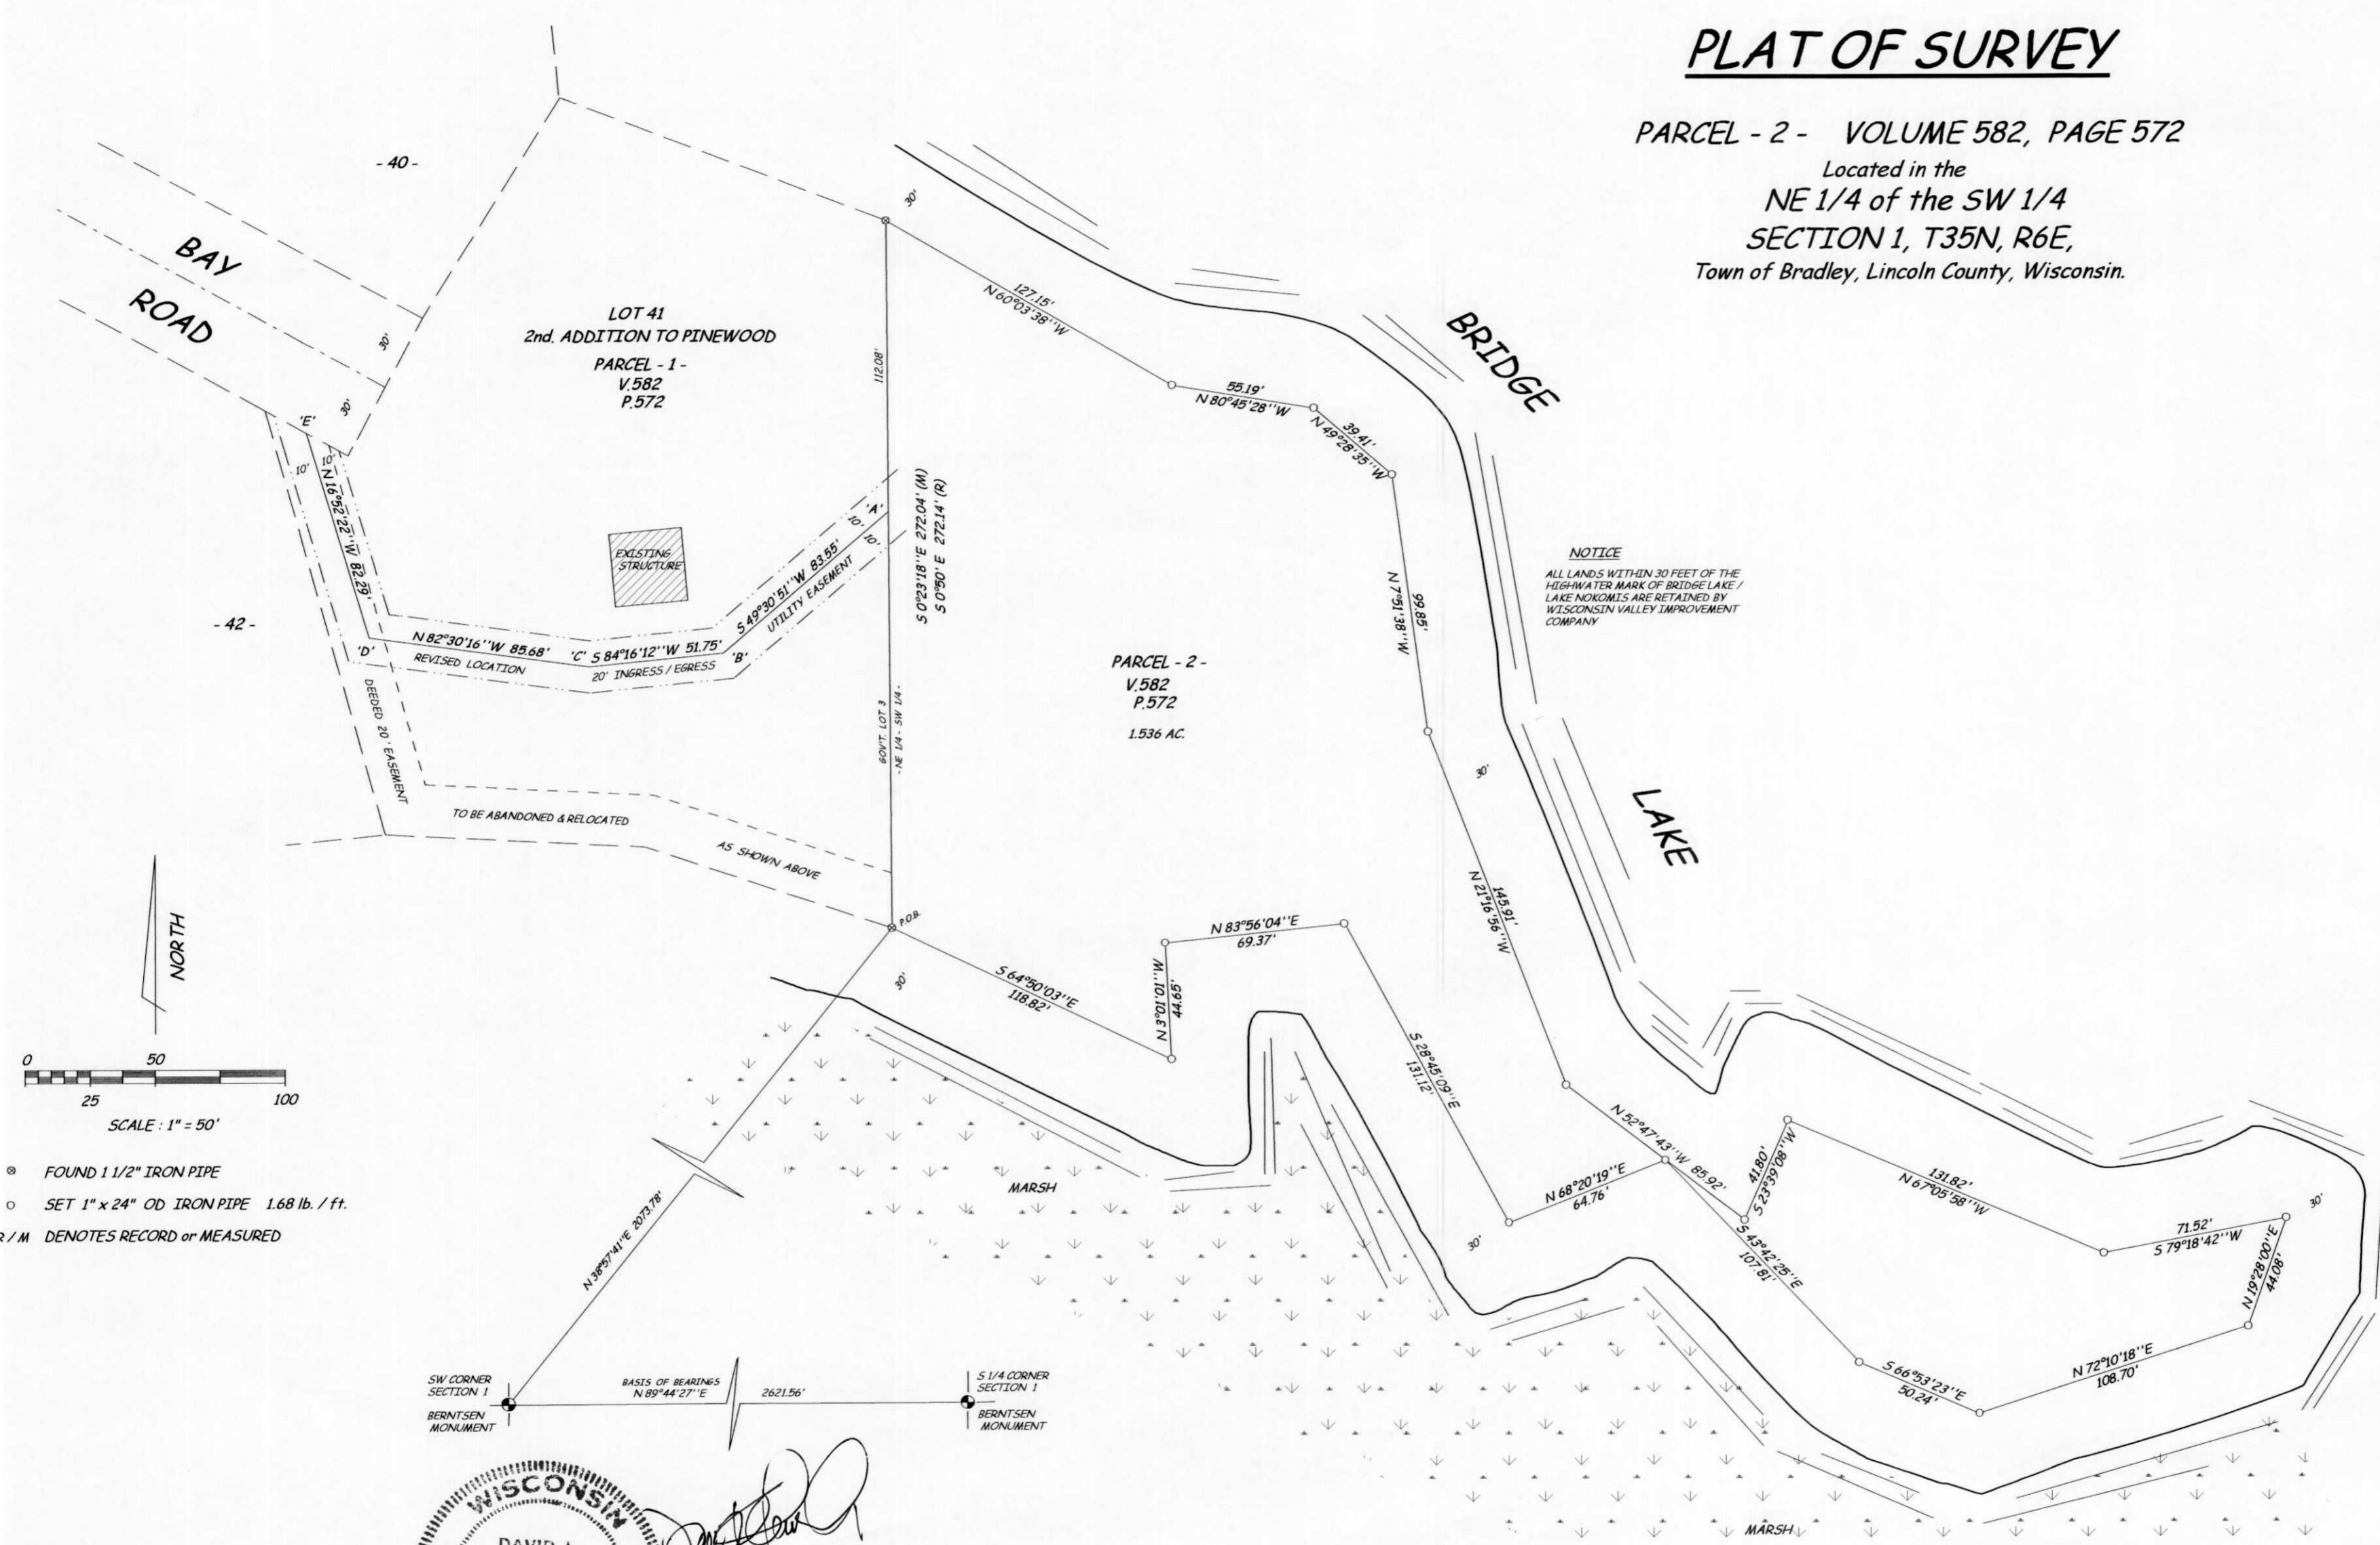 PLAT OF SURVEY
PARCEL - 2 - VOLUME 582, PAGE 572
Located in the
NE 1/4 of the SW 1/4
SECTION 1, T35N, R6E,
Town of Bradley, Lincoln County, Wisconsin.
- 40 -
BAY
ROAD
30'
30'
30'
LOT 41
2nd. ADDITION TO PINEWOOD
PARCEL - 1 -
V.582
P.572
112.08'
127.15'
N 60°03'38''W
55.19'
N 80°45'28''W
39.41'
N 49°28'35''W
BRIDGE
LAKE
'E'
10'
10'
N 16°52'22''W 82.29'
EXISTING
STRUCTURE
'A'
10'
10'
S 49°30'51''W 83.55'
UTILITY EASEMENT
S 0°23'18''E 272.04' (M)
S 0°50' E 272.14' (R)
99.85'
N 7°51'38''W
NOTICE
ALL LANDS WITHIN 30 FEET OF THE
HIGHWATER MARK OF BRIDGE LAKE /
LAKE NOKOMIS ARE RETAINED BY
WISCONSIN VALLEY IMPROVEMENT
COMPANY
- 42 -
'D'
N 82°30'16''W 85.68'
'C' S 84°16'12''W 51.75'
'B'
REVISED LOCATION
20' INGRESS / EGRESS
DEEDED 20' EASEMENT
GOV'T. LOT 3
- NE 1/4 - SW 1/4 -
PARCEL - 2 -
V.582
P.572
1.536 AC.
30'
TO BE ABANDONED & RELOCATED
AS SHOWN ABOVE
145.91'
N 21°16'56''W
P.O.B.
30'
S 64°50'03''E
118.82'
N 3°01'01''W
44.65'
N 83°56'04''E
69.37'
S 28°45'09''E
131.12'
NORTH
0
50
25
100
SCALE : 1" = 50'
FOUND 1 1/2" IRON PIPE
SET 1" x 24" OD IRON PIPE 1.68 lb. / ft.
R / M DENOTES RECORD or MEASURED
MARSH
N 38°57'41''E 2073.78'
N 52°47'43''W 85.92'
N 68°20'19''E
64.76'
30'
41.80'
S 23°39'08''W
131.82'
N 67°05'58''W
71.52'
S 79°18'42''W
30'
N 19°28'00''E
44.08'
S 43°42'25''E
107.81'
S 66°53'23''E
50.24'
N 72°10'18''E
108.70'
SW CORNER
SECTION 1
BERNTSEN
MONUMENT
BASIS OF BEARINGS
N 89°44'27''E
2621.56'
S 1/4 CORNER
SECTION 1
BERNTSEN
MONUMENT
WISCONSIN
MARSH